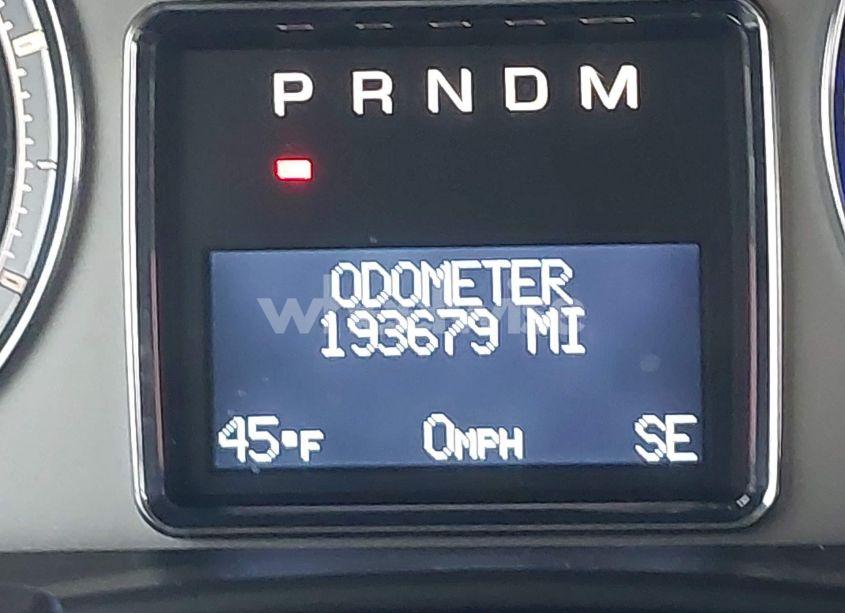 P R N D M
ODOMETER
193679 MI
45°F 0MPH SE